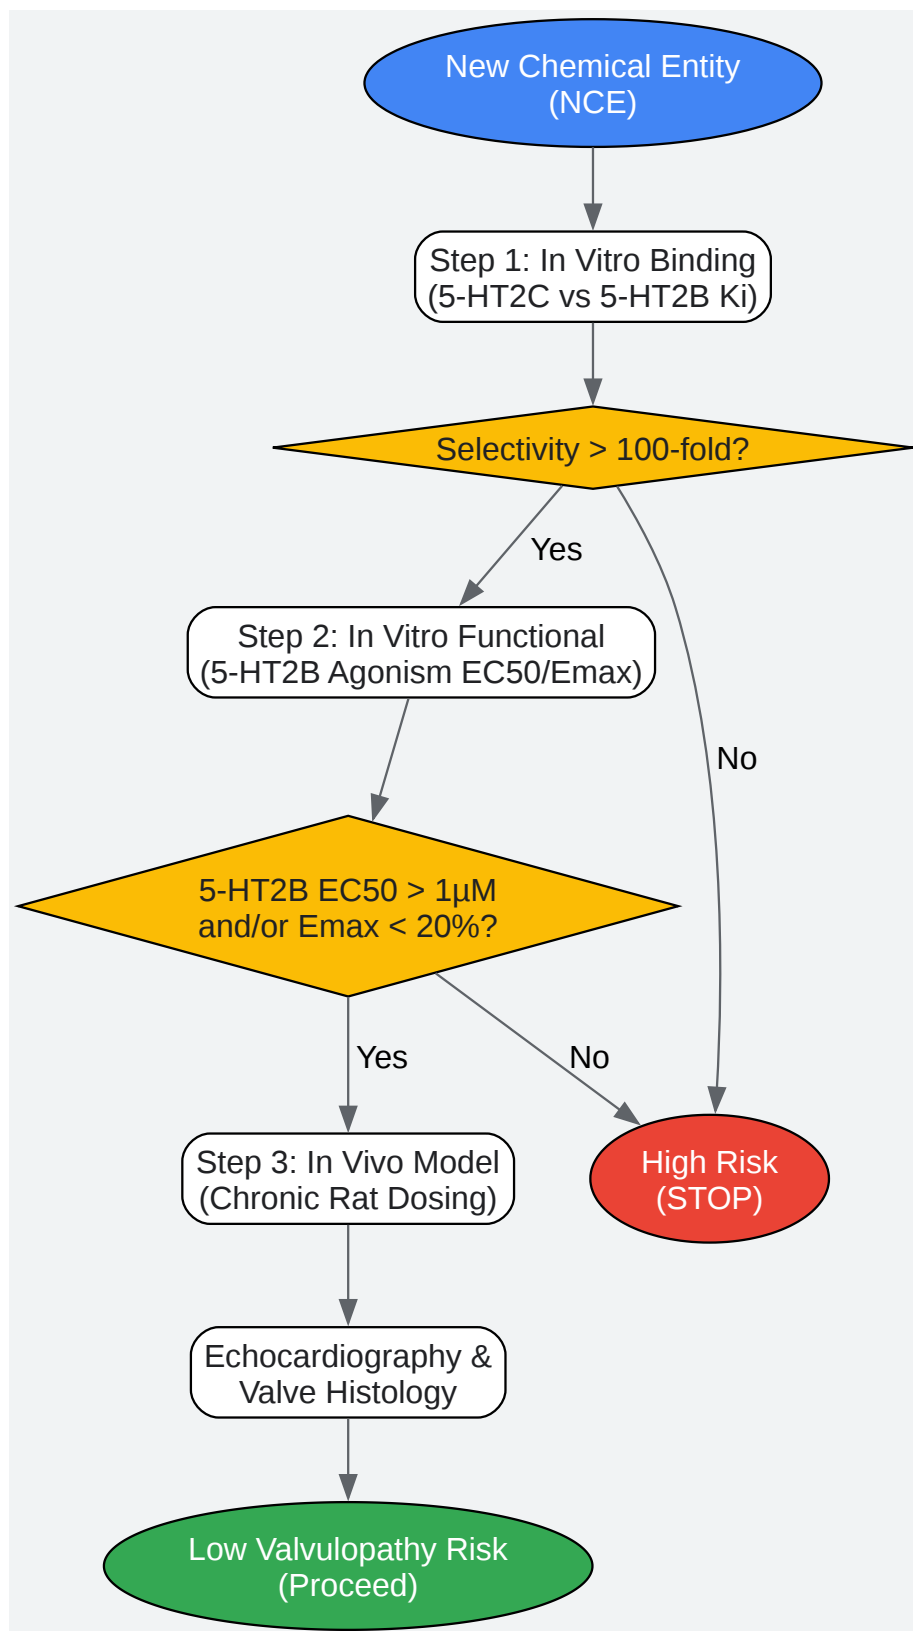 New Chemical Entity
(NCE)
Step 1: In Vitro Binding
(5-HT2C vs 5-HT2B Ki)
Selectivity > 100-fold?
Yes
Step 2: In Vitro Functional
(5-HT2B Agonism EC50/Emax)
No
5-HT2B EC50 > 1µM
and/or Emax < 20%?
Yes
No
Step 3: In Vivo Model
(Chronic Rat Dosing)
High Risk
(STOP)
Echocardiography &
Valve Histology
Low Valvulopathy Risk
(Proceed)